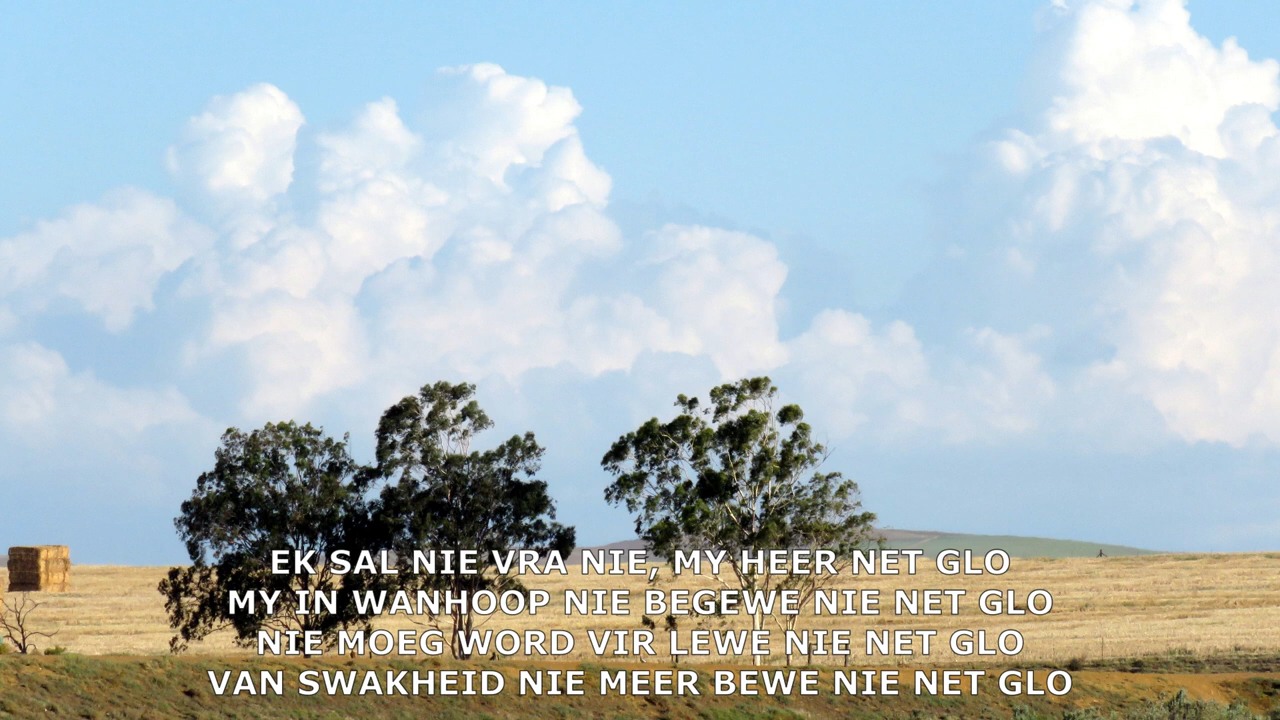 EK SAL NIE VRA NIE, MY HEER NET GLO
MY IN WANHOOP NIE BEGEWE NIE NET GLO
NIE MOEG WORD VIR LEWE NIE NET GLO
VAN SWAKHEID NIE MEER BEWE NIE NET GLO